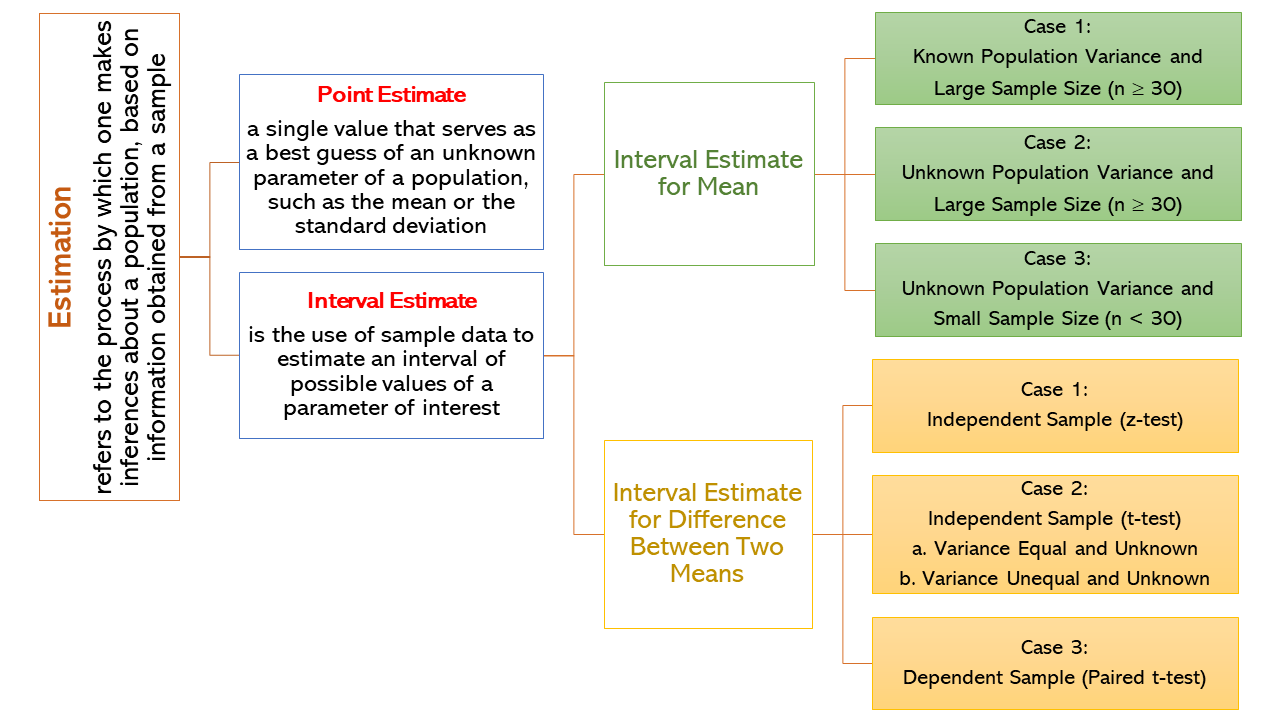 Estimation
refers to the process by which one makes
inferences about a population, based on
information obtained from a sample
Point Estimate
a single value that serves as
a best guess of an unknown
parameter of a population,
such as the mean or the
standard deviation
Interval Estimate
is the use of sample data to
estimate an interval of
possible values of a
parameter of interest
Interval Estimate
for Mean
Case 1:
Known Population Variance and
Large Sample Size (n ≥ 30)
Case 2:
Unknown Population Variance and
Large Sample Size (n ≥ 30)
Case 3:
Unknown Population Variance and
Small Sample Size (n < 30)
Interval Estimate
for Difference
Between Two
Means
Case 1:
Independent Sample (z-test)
Case 2:
Independent Sample (t-test)
a. Variance Equal and Unknown
b. Variance Unequal and Unknown
Case 3:
Dependent Sample (Paired t-test)